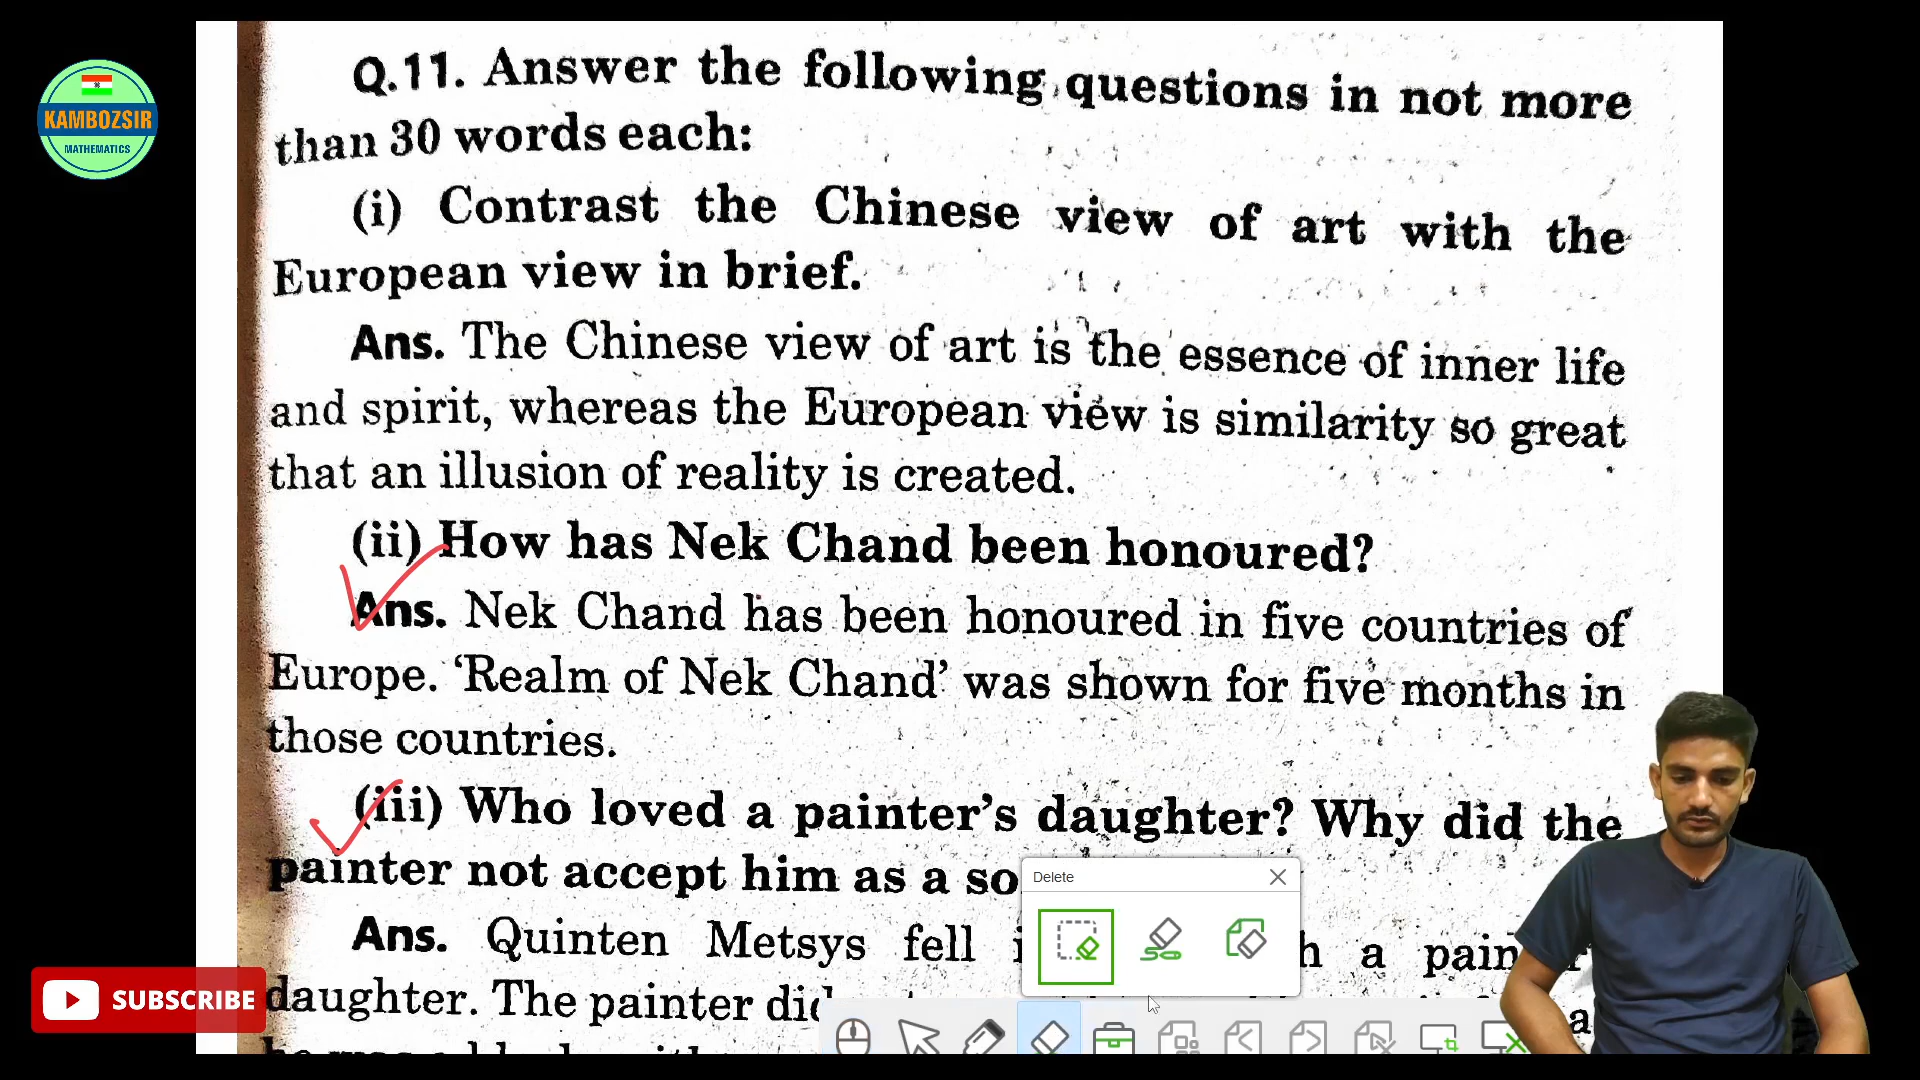 KAMBOZSIR
MATHEMATICS
Q.11. Answer the following questions in not more
than 30 words each:
(i) Contrast the Chinese view of art with the
European view in brief.
Ans. The Chinese view of art is the essence of inner life
and spirit, whereas the European view is similarity so great
that an illusion of reality is created.
(ii) How has Nek Chand been honoured?
Ans. Nek Chand has been honoured in five countries of
Europe. ‘Realm of Nek Chand’ was shown for five months in
those countries.
(iii) Who loved a painter’s daughter? Why did the
painter not accept him as a
Ans. Quinten Metsys fell a
daughter. The painter did
Delete
SUBSCRIBE